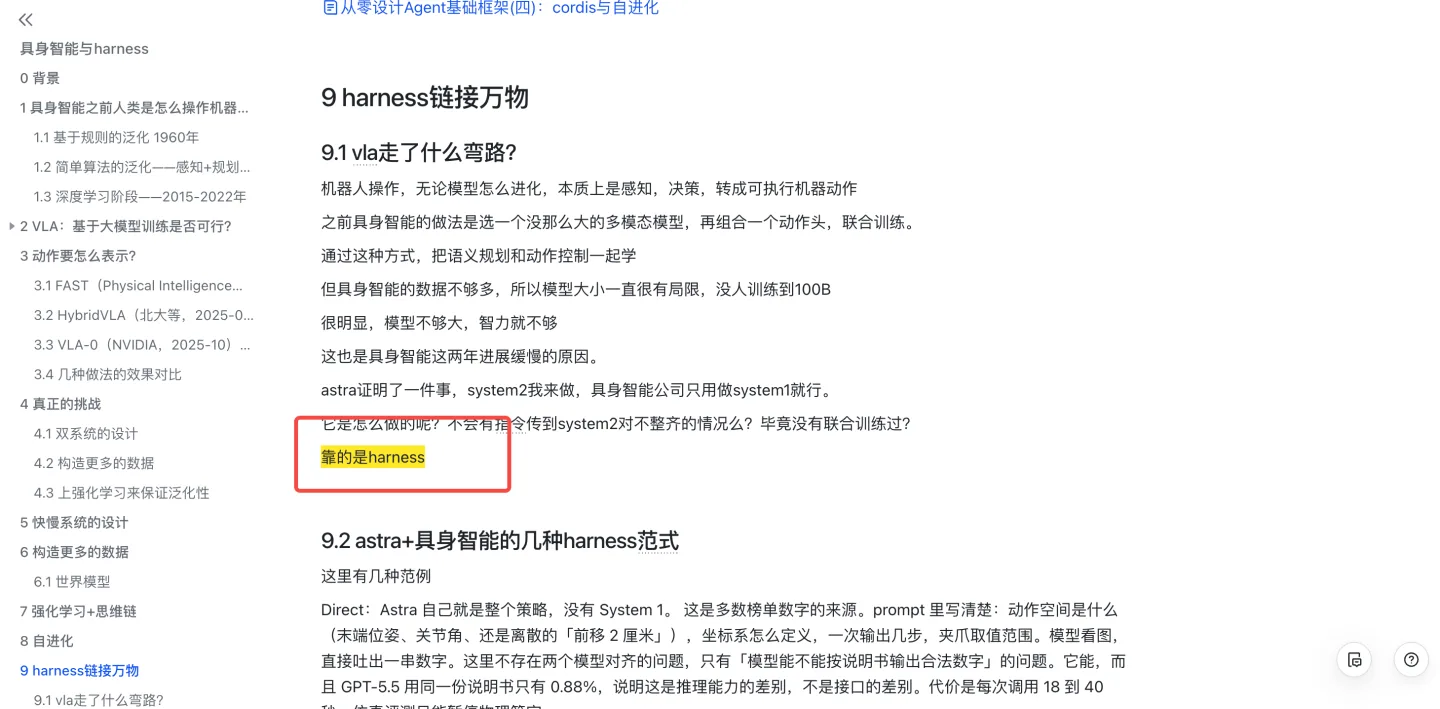 从零设计Agent基础框架(四)：cordis与自进化
具身智能与harness
0 背景
1 具身智能之前人类是怎么操作机器...
1.1 基于规则的泛化 1960年
1.2 简单算法的泛化——感知+规划...
1.3 深度学习阶段——2015-2022年
2 VLA：基于大模型训练是否可行?
3 动作要怎么表示?
3.1 FAST（Physical Intelligence...
3.2 HybridVLA（北大等，2025-0...
3.3 VLA-0（NVIDIA，2025-10）...
3.4 几种做法的效果对比
4 真正的挑战
4.1 双系统的设计
4.2 构造更多的数据
4.3 上强化学习来保证泛化性
5 快慢系统的设计
6 构造更多的数据
6.1 世界模型
7 强化学习+思维链
8 自进化
9 harness链接万物
9.1 vla走了什么弯路?
9 harness链接万物
9.1 vla走了什么弯路?
机器人操作，无论模型怎么进化，本质上是感知，决策，转成可执行机器动作
之前具身智能的做法是选一个没那么大的多模态模型，再组合一个动作头，联合训练。
通过这种方式，把语义规划和动作控制一起学
但具身智能的数据不够多，所以模型大小一直很有局限，没人训练到100B
很明显，模型不够大，智力就不够
这也是具身智能这两年进展缓慢的原因。
astra证明了一件事，system2我来做，具身智能公司只用做system1就行。
它是怎么做的呢？不会有指令传到system2对不整齐的情况么？毕竟没有联合训练过?
靠的是harness
9.2 astra+具身智能的几种harness范式
这里有几种范例
Direct：Astra 自己就是整个策略，没有 System 1。 这是多数榜单数字的来源。prompt 里写清楚：动作空间是什么
（末端位姿、关节角、还是离散的「前移 2 厘米」），坐标系怎么定义，一次输出几步，夹爪取值范围。模型看图，
直接吐出一串数字。这里不存在两个模型对齐的问题，只有「模型能不能按说明书输出合法数字」的问题。它能，而
且 GPT-5.5 用同一份说明书只有 0.88%，说明这是推理能力的差别，不是接口的差别。代价是每次调用 18 到 40